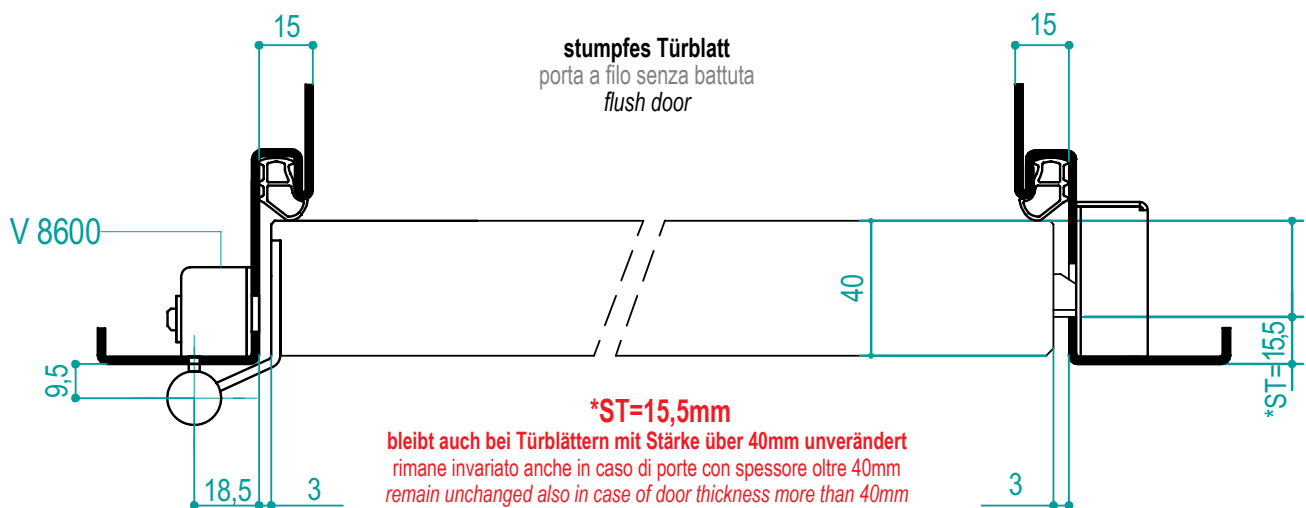 15
15
stumpfes Türblatt
porta a filo senza battuta
flush door
V 8600
40
9,5
*ST=15,5
*ST=15,5mm
bleibt auch bei Türblättern mit Stärke über 40mm unverändert
rimane invariato anche in caso di porte con spessore oltre 40mm
remain unchanged also in case of door thickness more than 40mm
18,5
3
3